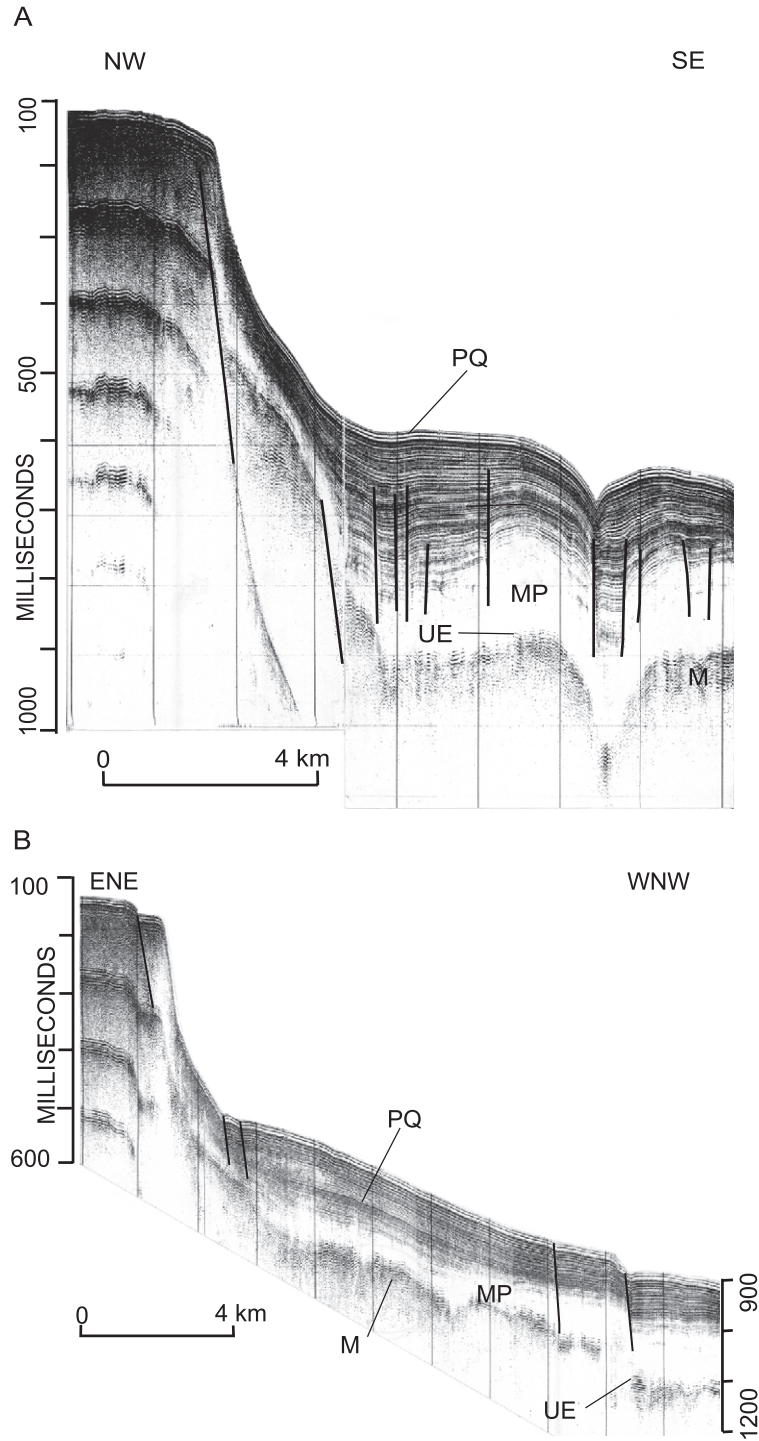 A
NW
SE
100
500
1000
MILLISECONDS
PQ
MP
UE
M
0
4 km
B
100
ENE
WNW
MILLISECONDS
600
PQ
MP
M
UE
900
1200
0
4 km